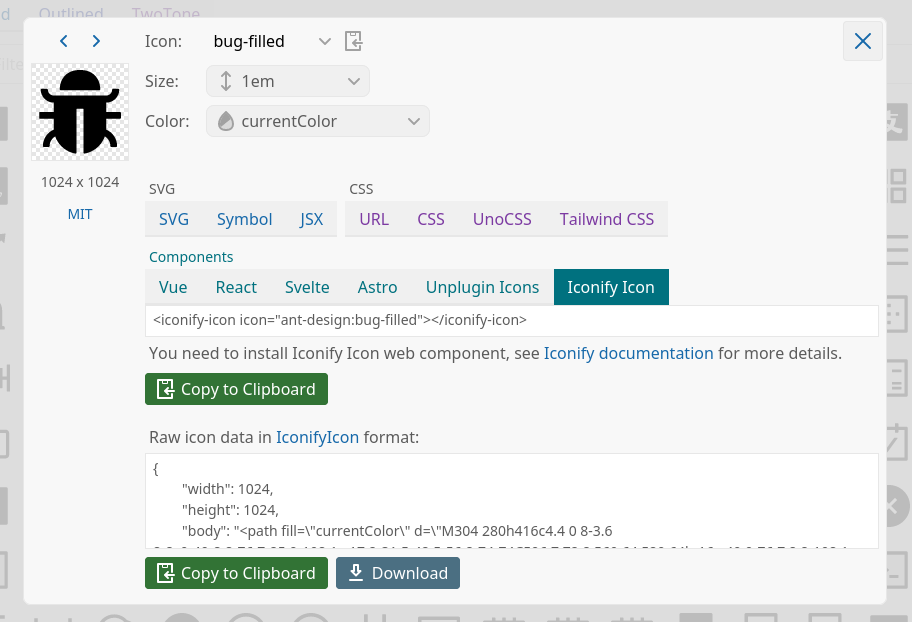 Outlined TwoTone
Icon: bug-filled
Size: 1em
Color: currentColor
1024 x 1024
MIT
SVG CSS
SVG Symbol JSX URL CSS UnoCSS Tailwind CSS
Components
Vue React Svelte Astro Unplugin Icons Iconify Icon
<iconify-icon icon="ant-design:bug-filled"></iconify-icon>
You need to install Iconify Icon web component, see Iconify documentation for more details.
Copy to Clipboard
Raw icon data in IconifyIcon format:
{
"width": 1024,
"height": 1024,
"body": "<path fill=\"currentColor\" d=\"M304 280h416c4.4 0 8-3.6
Copy to Clipboard Download